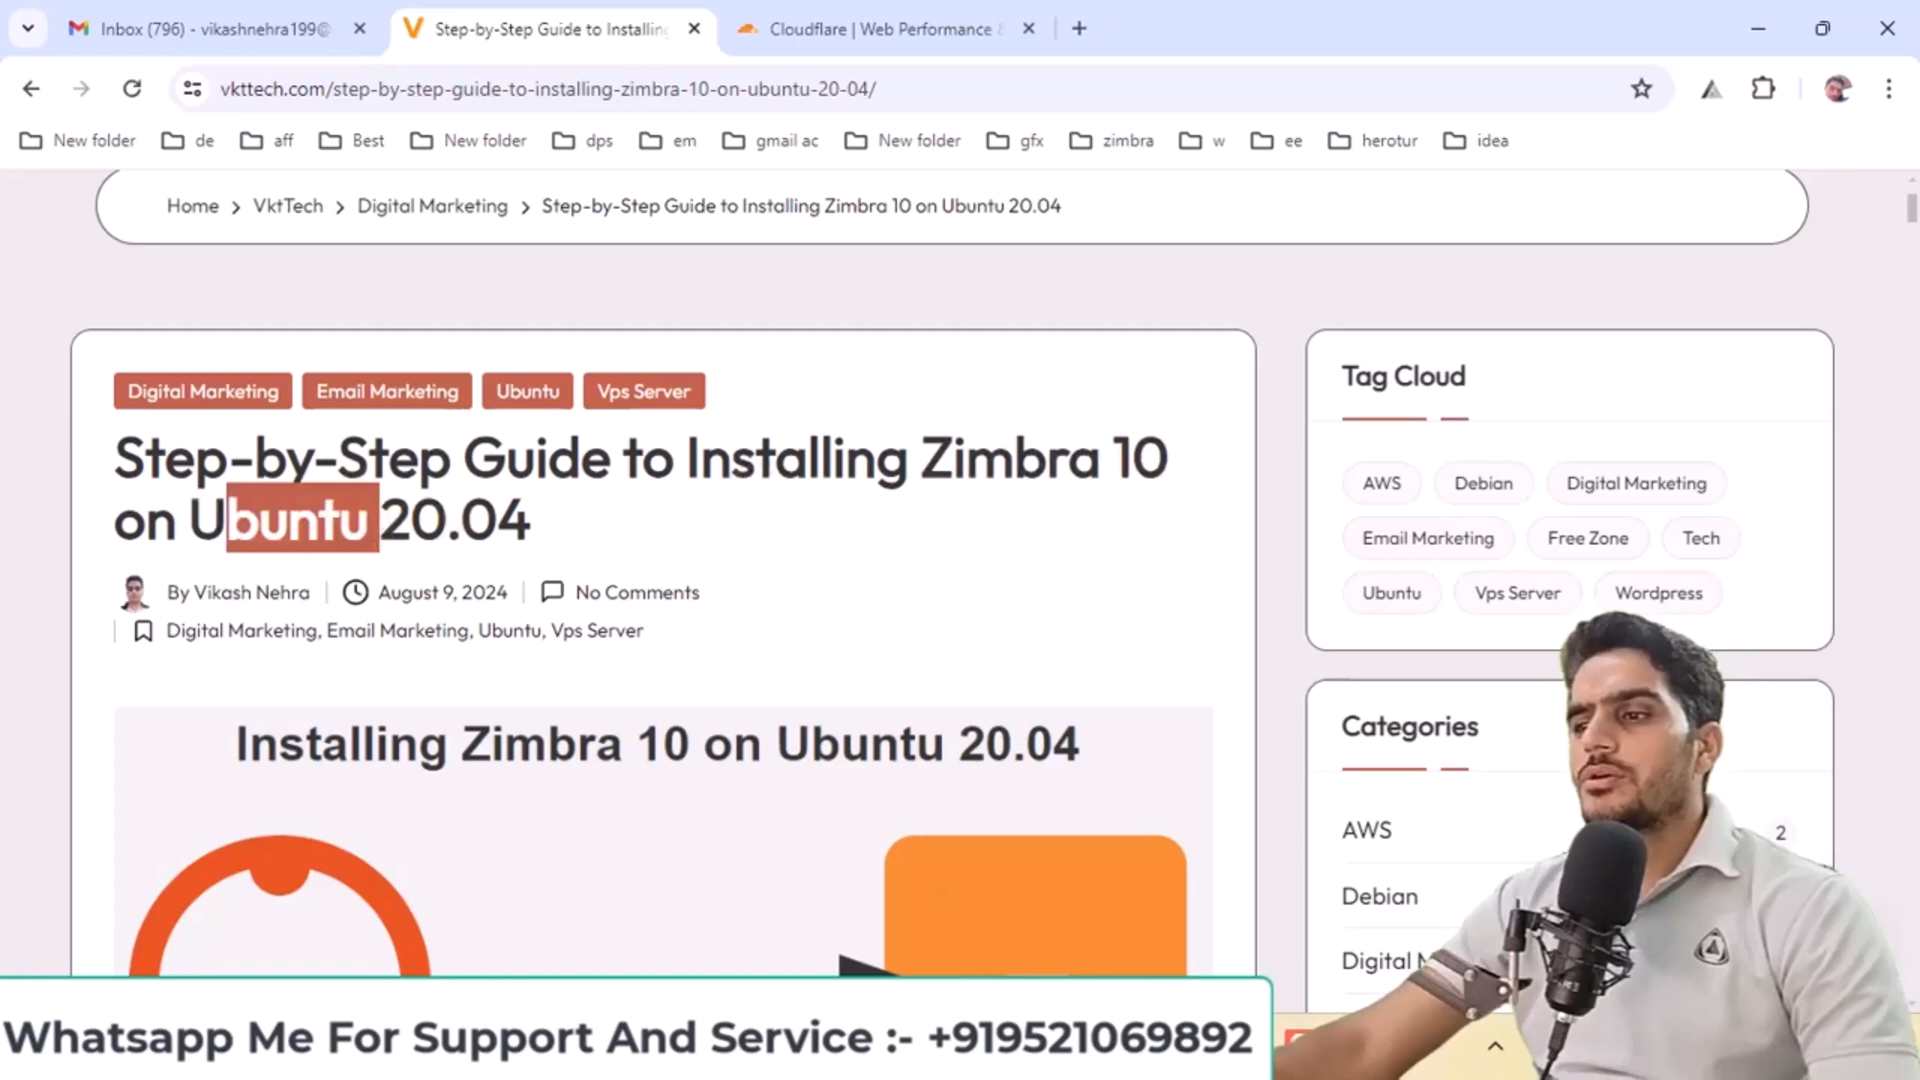 Inbox (796) - vikashnehra199@
Step-by-Step Guide to Installing
Cloudflare | Web Performance &
vkttech.com/step-by-step-guide-to-installing-zimbra-10-on-ubuntu-20-04/
New folder
de
aff
Best
New folder
dps
em
gmail ac
New folder
gfx
zimbra
w
ee
herotur
idea
Home > VktTech > Digital Marketing > Step-by-Step Guide to Installing Zimbra 10 on Ubuntu 20.04
Digital Marketing
Email Marketing
Ubuntu
Vps Server
Step-by-Step Guide to Installing Zimbra 10
on Ubuntu 20.04
By Vikash Nehra
August 9, 2024
No Comments
Digital Marketing, Email Marketing, Ubuntu, Vps Server
Installing Zimbra 10 on Ubuntu 20.04
Tag Cloud
AWS
Debian
Digital Marketing
Email Marketing
Free Zone
Tech
Ubuntu
Vps Server
Wordpress
Categories
AWS
2
Debian
Digital
Whatsapp Me For Support And Service :- +919521069892